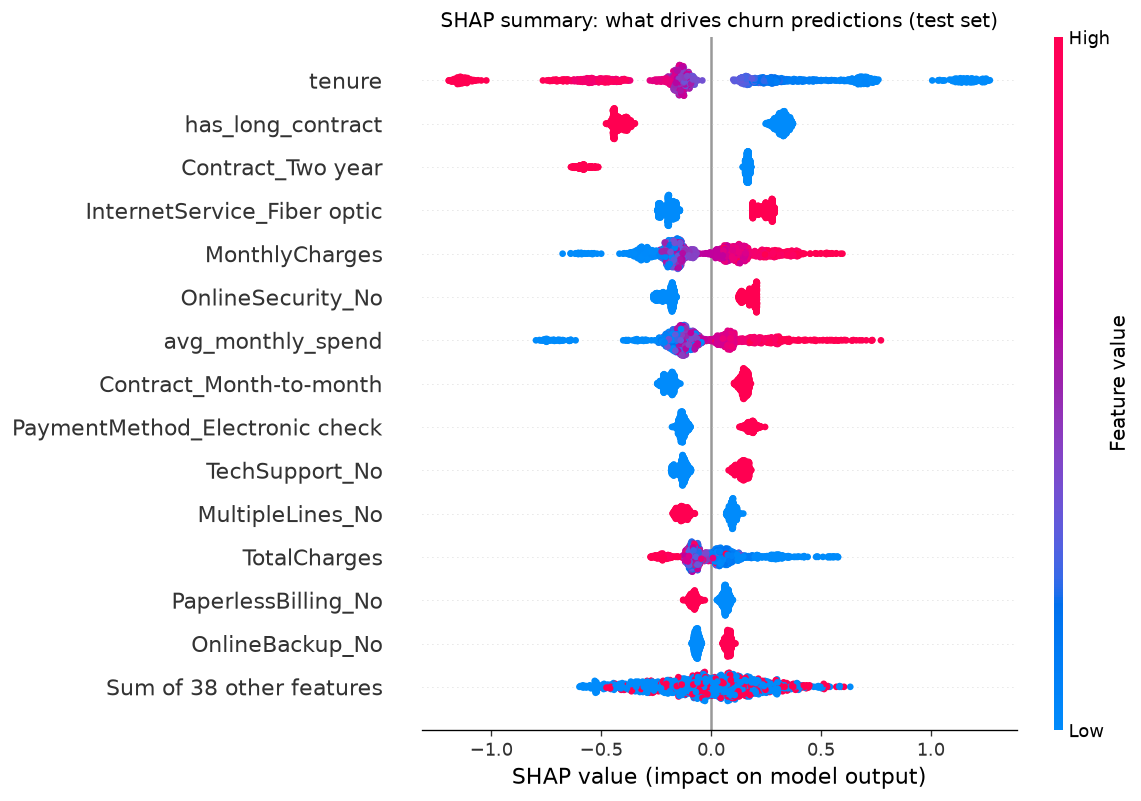 SHAP summary: what drives churn predictions (test set)
High
tenure
has_long_contract
Contract_Two year
InternetService_Fiber optic
MonthlyCharges
OnlineSecurity_No
avg_monthly_spend
Contract_Month-to-month
PaymentMethod_Electronic check
TechSupport_No
MultipleLines_No
TotalCharges
PaperlessBilling_No
OnlineBackup_No
Sum of 38 other features
Feature value
Low
−1.0 −0.5 0.0 0.5 1.0
SHAP value (impact on model output)